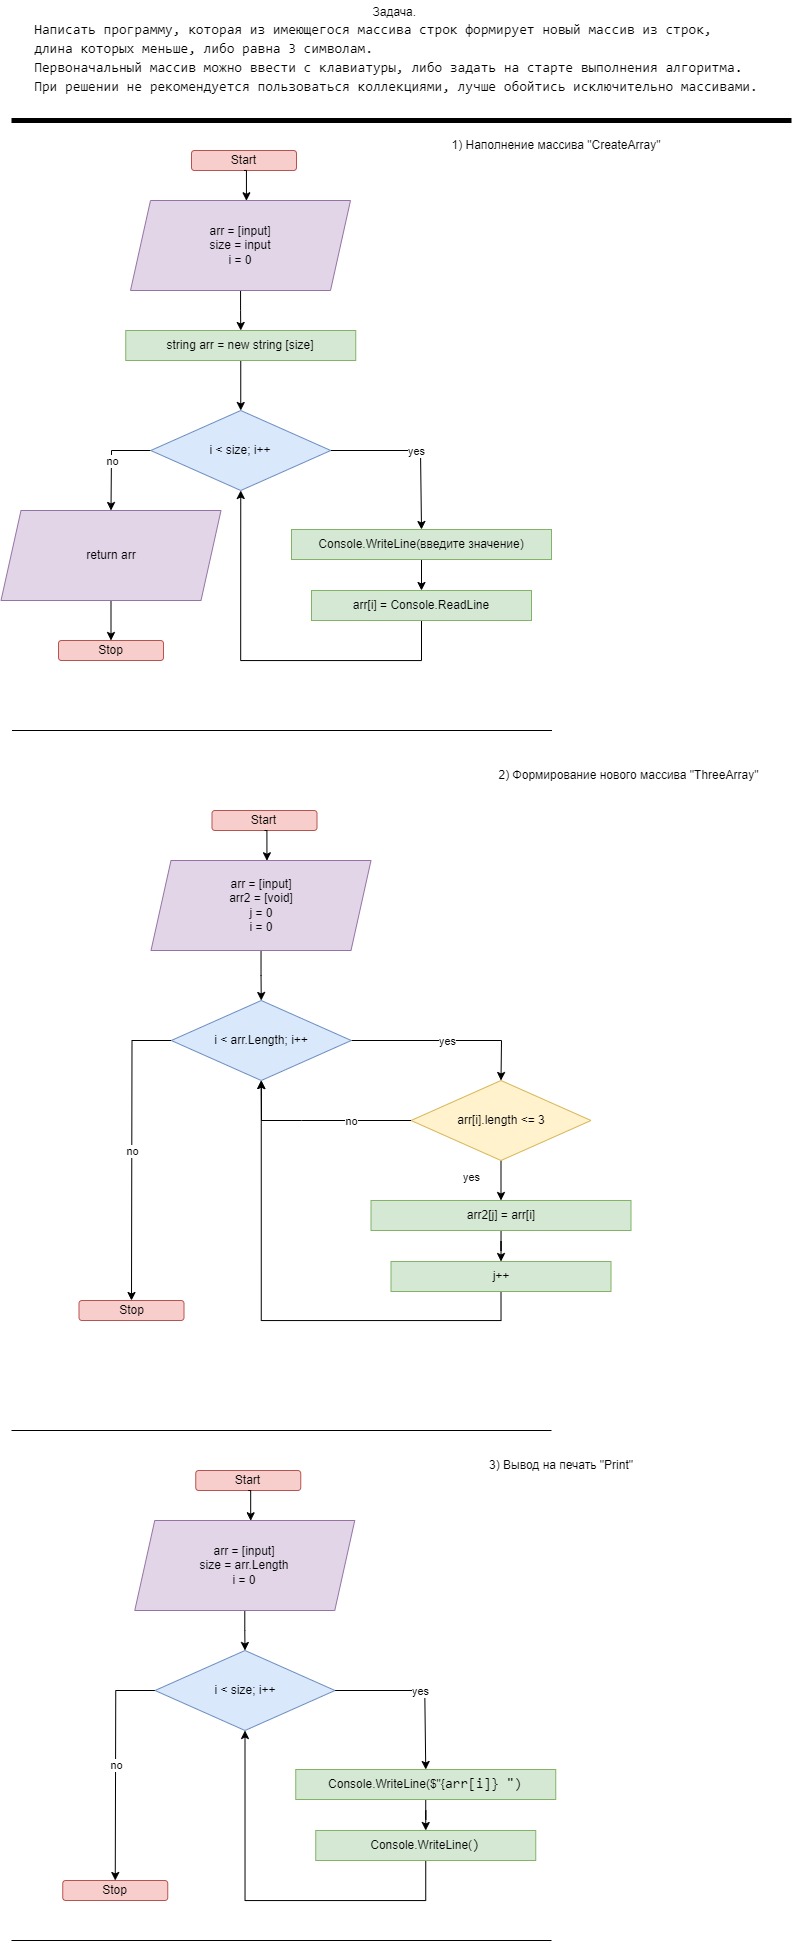 Задача.
Написать программу, которая из имеющегося массива строк формирует новый массив из строк,
длина которых меньше, либо равна 3 символам.
Первоначальный массив можно ввести с клавиатуры, либо задать на старте выполнения алгоритма.
При решении не рекомендуется пользоваться коллекциями, лучше обойтись исключительно массивами.
1) Наполнение массива "CreateArray"
Start
arr = [input]
size = input
i = 0
string arr = new string [size]
i < size; i++
yes
no
Console.WriteLine(введите значение)
return arr
arr[i] = Console.ReadLine
Stop
2) Формирование нового массива "ThreeArray"
Start
arr = [input]
arr2 = [void]
j = 0
i = 0
i < arr.Length; i++
yes
arr[i].length <= 3
no
no
yes
arr2[j] = arr[i]
j++
Stop
3) Вывод на печать "Print"
Start
arr = [input]
size = arr.Length
i = 0
i < size; i++
yes
no
Console.WriteLine($"{arr[i]} ")
Console.WriteLine()
Stop